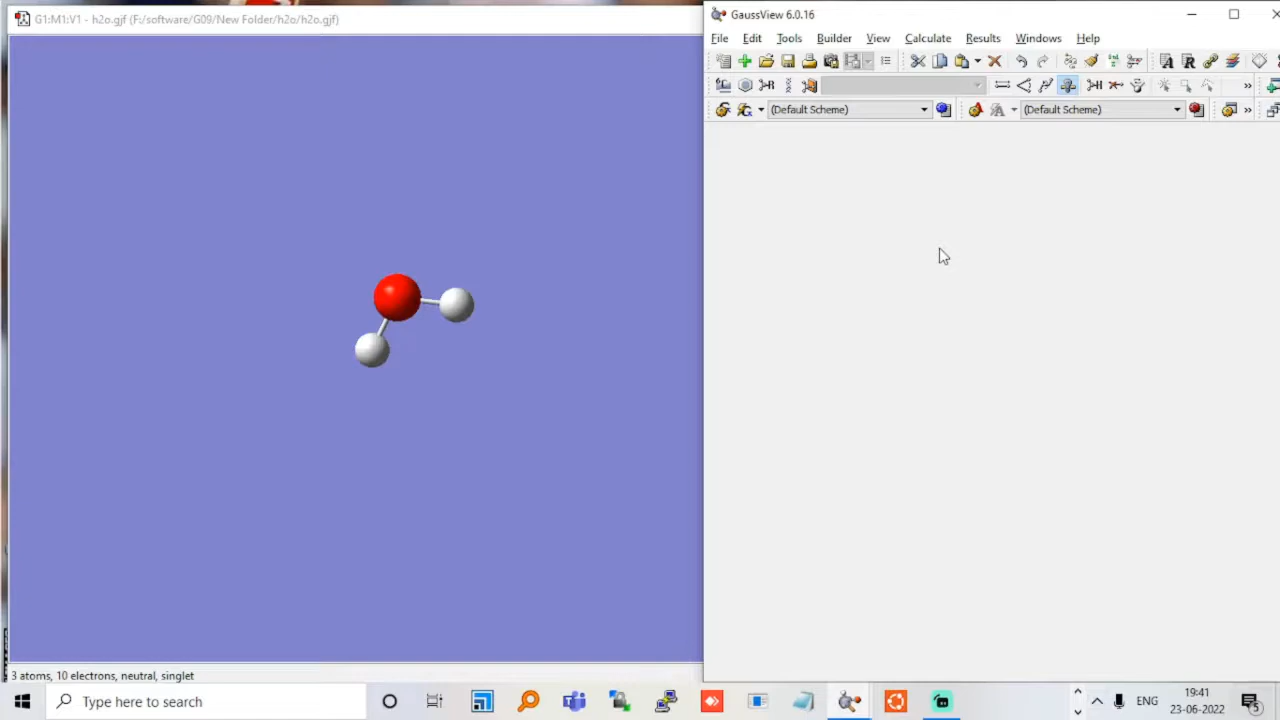 G1:M1:V1 - h2o.gjf (F:/software/G09/New Folder/h2o/h2o.gjf)
GaussView 6.0.16
File Edit Tools Builder View Calculate Results Windows Help
(Default Scheme) (Default Scheme)
3 atoms, 10 electrons, neutral, singlet
Type here to search
ENG
19:41
23-06-2022
5